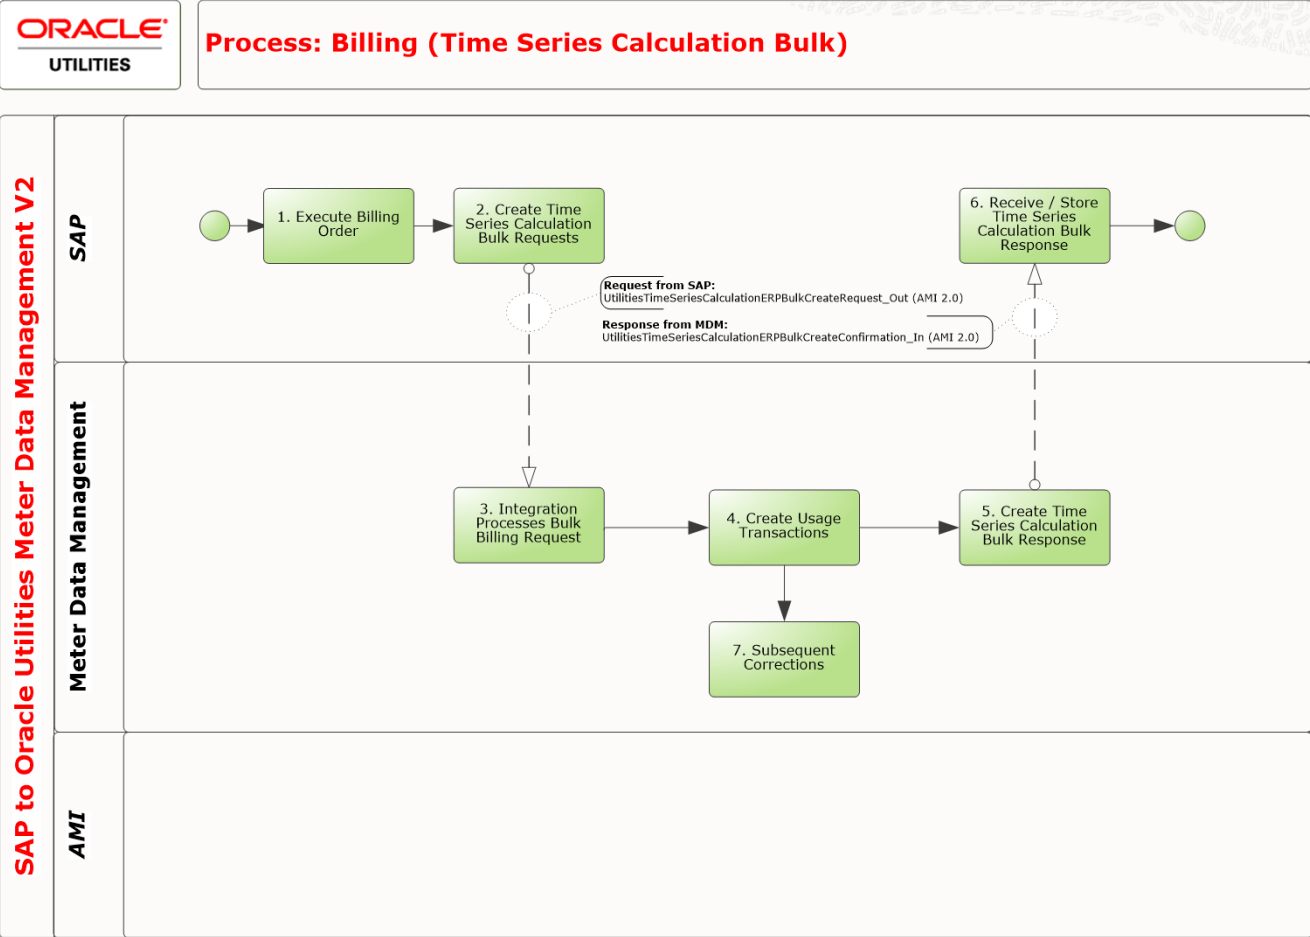 ORACLE®
UTILITIES
Process: Billing (Time Series Calculation Bulk)
SAP to Oracle Utilities Meter Data Management V2
SAP
1. Execute Billing
Order
2. Create Time
Series Calculation
Bulk Requests
6. Receive / Store
Time Series
Calculation Bulk
Response
Request from SAP:
UtilitiesTimeSeriesCalculationERPBulkCreateRequest_Out (AMI 2.0)
Response from MDM:
UtilitiesTimeSeriesCalculationERPBulkCreateConfirmation_In (AMI 2.0)
Meter Data Management
3. Integration
Processes Bulk
Billing Request
4. Create Usage
Transactions
5. Create Time
Series Calculation
Bulk Response
7. Subsequent
Corrections
AMI